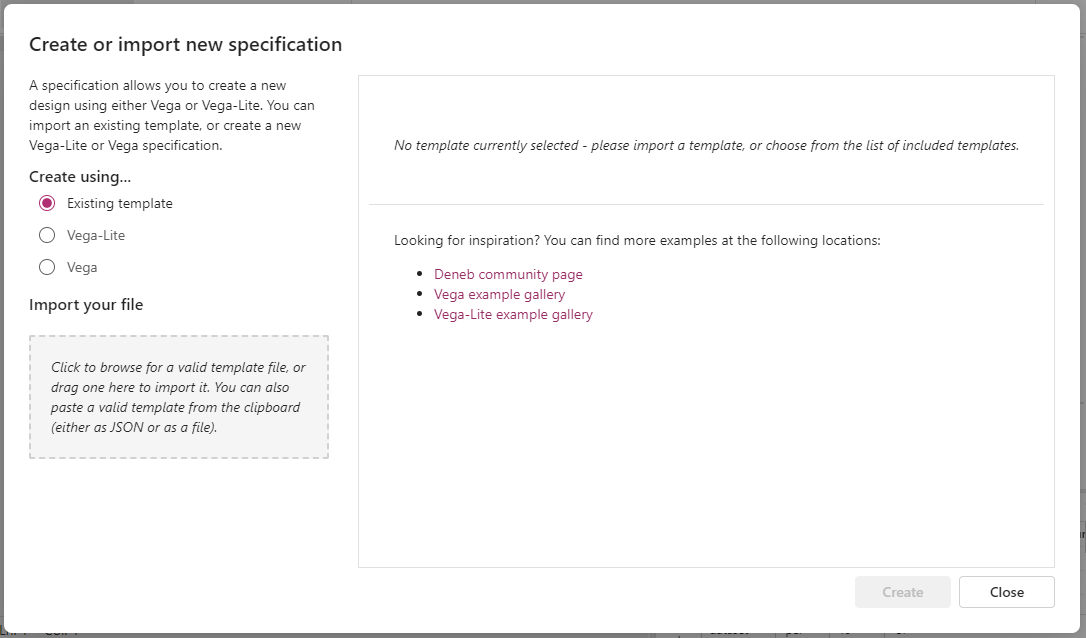 Create or import new specification
A specification allows you to create a new
design using either Vega or Vega-Lite. You can
import an existing template, or create a new
Vega-Lite or Vega specification.
Create using...
Existing template
Vega-Lite
Vega
Import your file
Click to browse for a valid template file, or
drag one here to import it. You can also
paste a valid template from the clipboard
(either as JSON or as a file).
No template currently selected - please import a template, or choose from the list of included templates.
Looking for inspiration? You can find more examples at the following locations:
Deneb community page
Vega example gallery
Vega-Lite example gallery
Create
Close